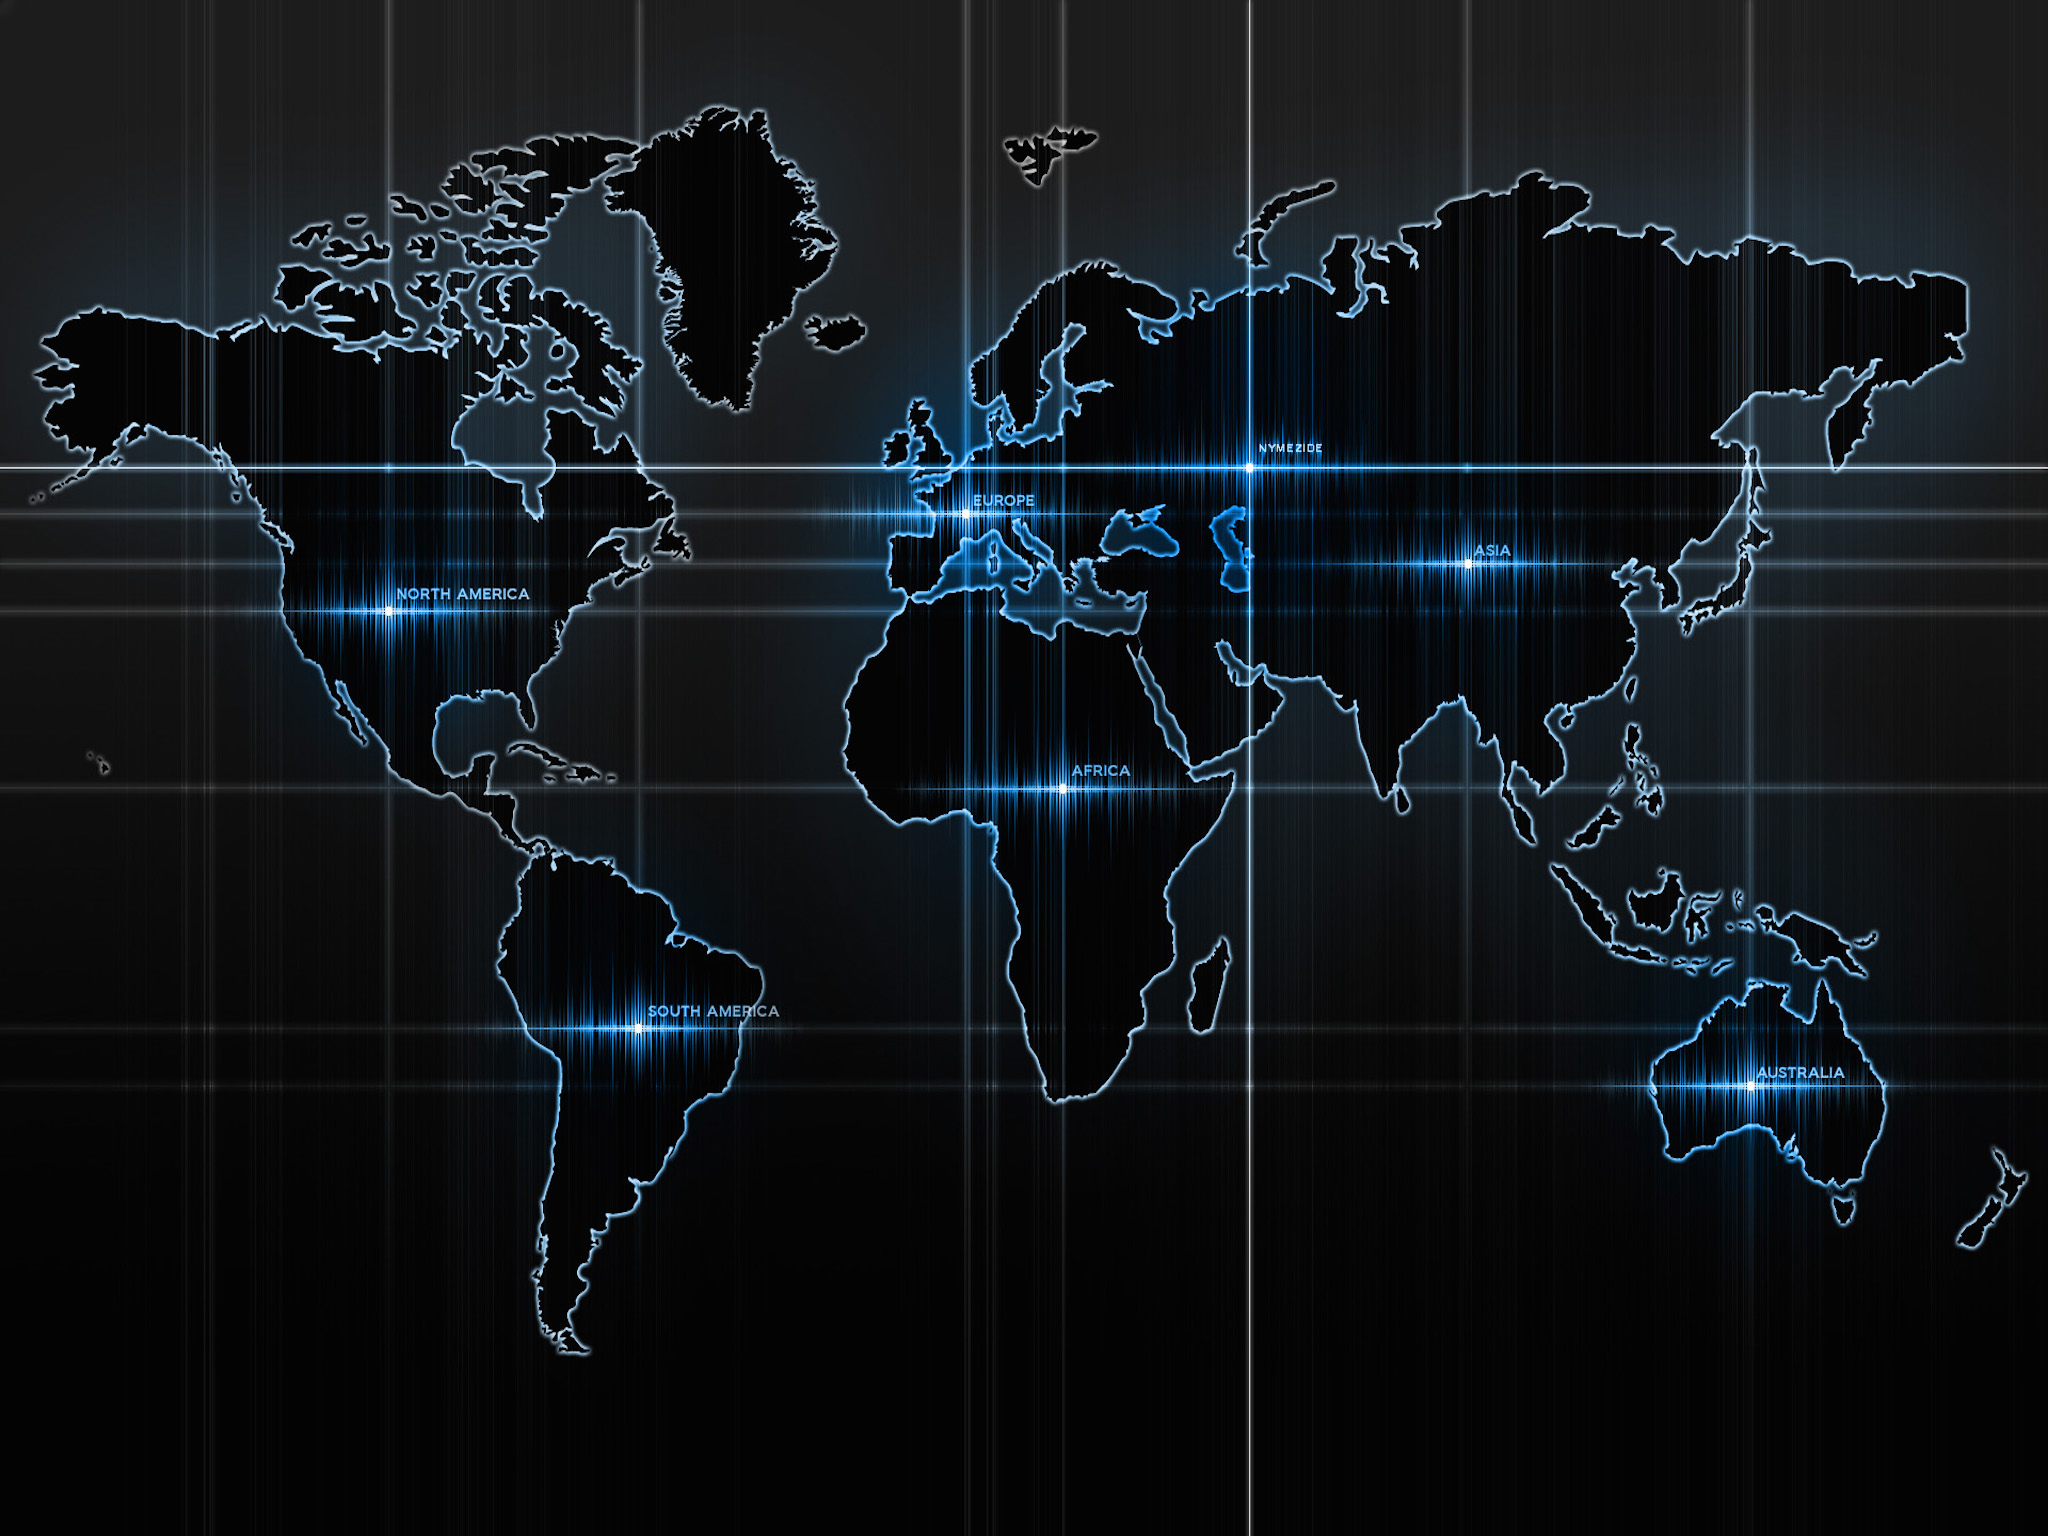 NYMEZIDE
EUROPE
ASIA
NORTH AMERICA
AFRICA
SOUTH AMERICA
AUSTRALIA